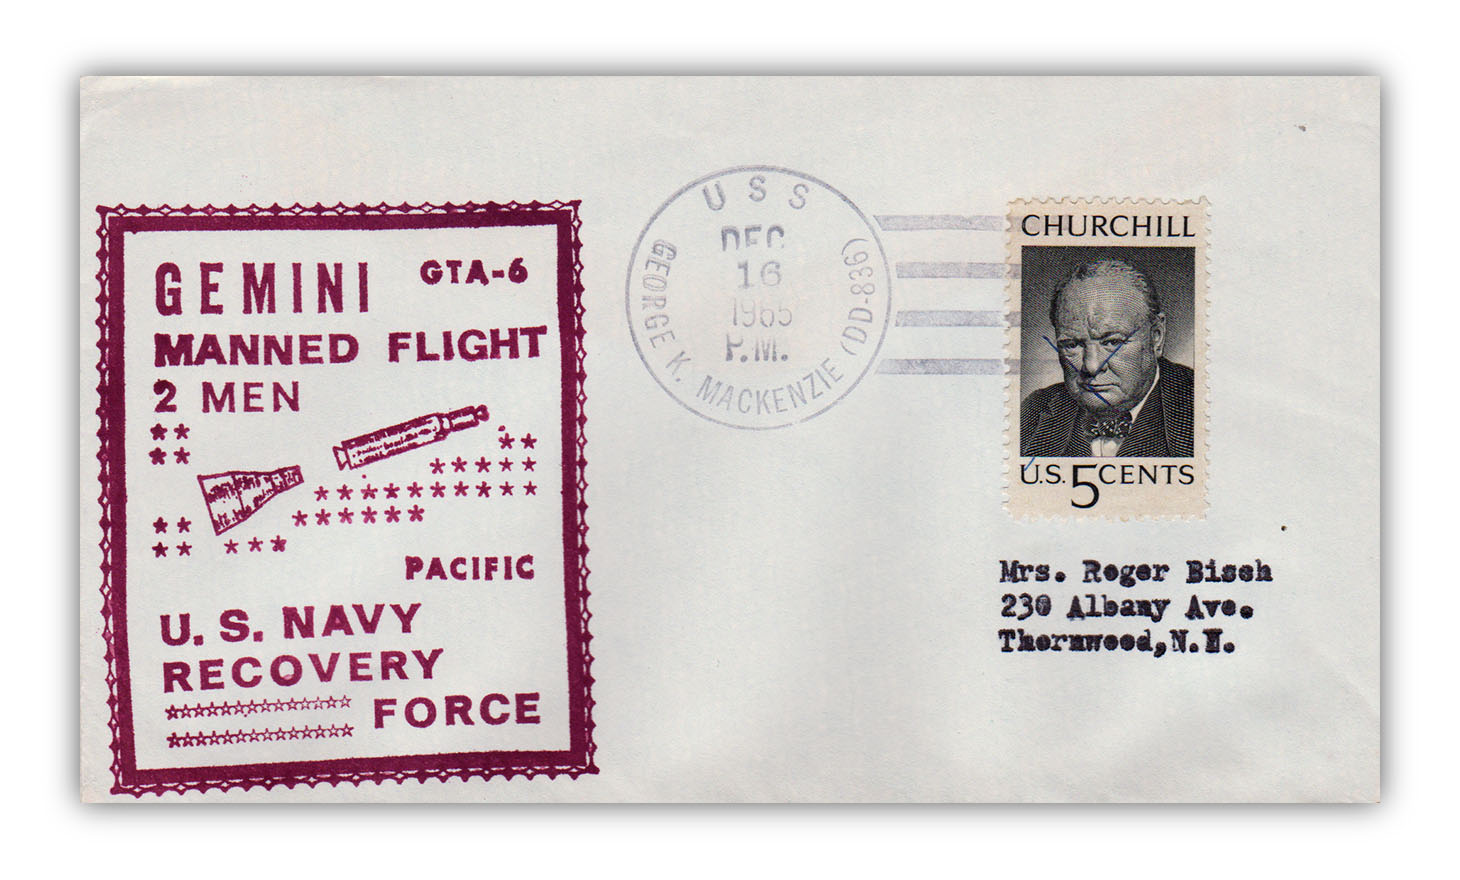 GEMINI GTA-6
MANNED FLIGHT
2 MEN
PACIFIC
U. S. NAVY
RECOVERY
FORCE
USS
GEORGE K. MACKENZIE (DD-836)
DEC
16
1965
P.M.
CHURCHILL
U.S. 5 CENTS
Mrs. Roger Bisch
230 Albany Ave.
Thornwood, N.Y.